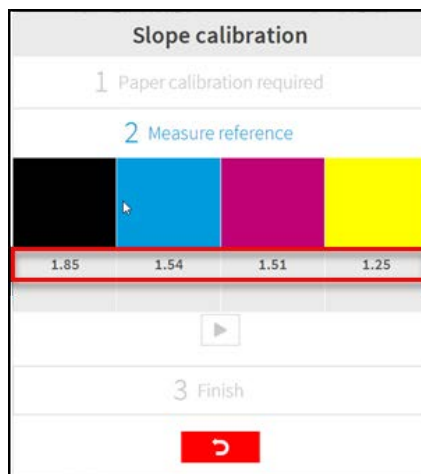 Slope calibration
1 Paper calibration required
2 Measure reference
1.85 1.54 1.51 1.25
3 Finish